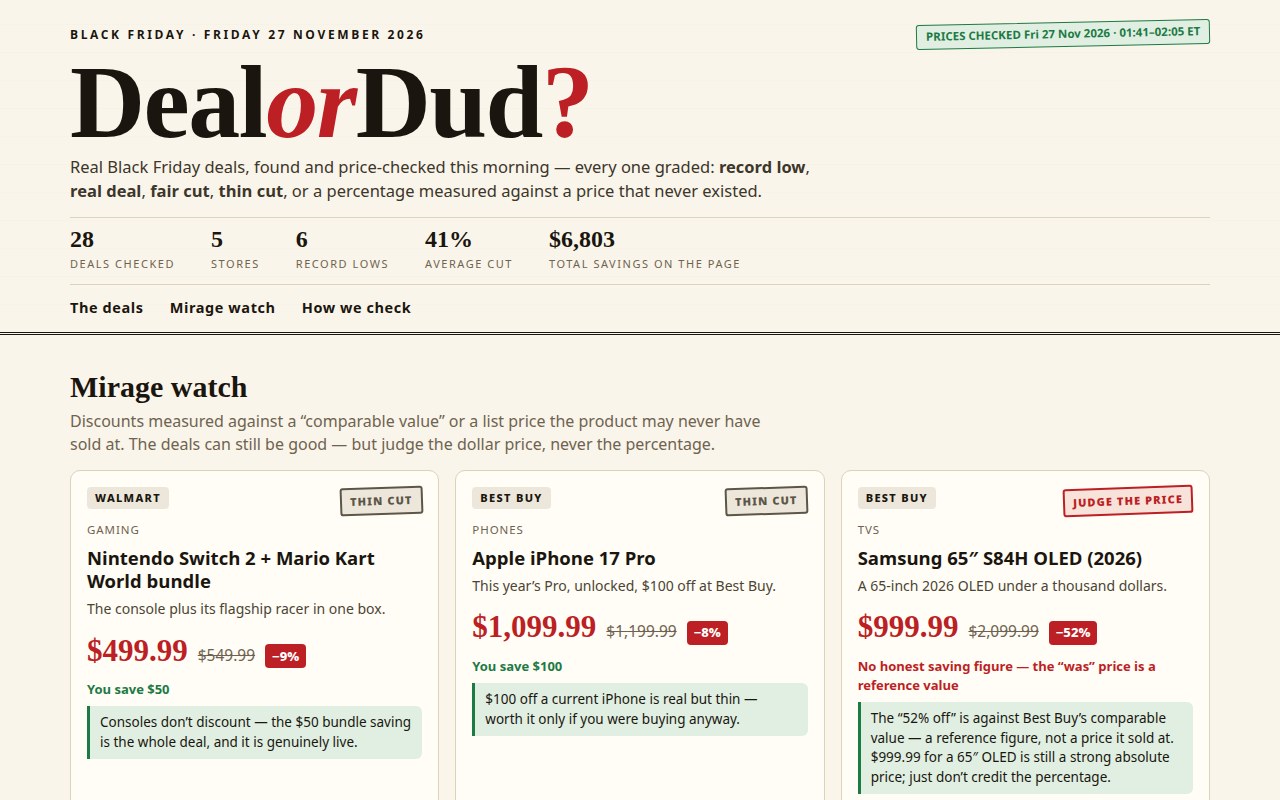 BLACK FRIDAY · FRIDAY 27 NOVEMBER 2026
PRICES CHECKED Fri 27 Nov 2026 · 01:41–02:05 ET
DealorDud?
Real Black Friday deals, found and price-checked this morning — every one graded: record low,
real deal, fair cut, thin cut, or a percentage measured against a price that never existed.
28
DEALS CHECKED
5
STORES
6
RECORD LOWS
41%
AVERAGE CUT
$6,803
TOTAL SAVINGS ON THE PAGE
The deals
Mirage watch
How we check
Mirage watch
Discounts measured against a “comparable value” or a list price the product may never have
sold at. The deals can still be good — but judge the dollar price, never the percentage.
WALMART
THIN CUT
GAMING
Nintendo Switch 2 + Mario Kart
World bundle
The console plus its flagship racer in one box.
$499.99 $549.99 −9%
You save $50
Consoles don’t discount — the $50 bundle saving
is the whole deal, and it is genuinely live.
BEST BUY
THIN CUT
PHONES
Apple iPhone 17 Pro
This year’s Pro, unlocked, $100 off at Best Buy.
$1,099.99 $1,199.99 −8%
You save $100
$100 off a current iPhone is real but thin —
worth it only if you were buying anyway.
BEST BUY
JUDGE THE PRICE
TVS
Samsung 65″ S84H OLED (2026)
A 65-inch 2026 OLED under a thousand dollars.
$999.99 $2,099.99 −52%
No honest saving figure — the “was” price is a
reference value
The “52% off” is against Best Buy’s comparable
value — a reference figure, not a price it sold at.
$999.99 for a 65″ OLED is still a strong absolute
price; just don’t credit the percentage.